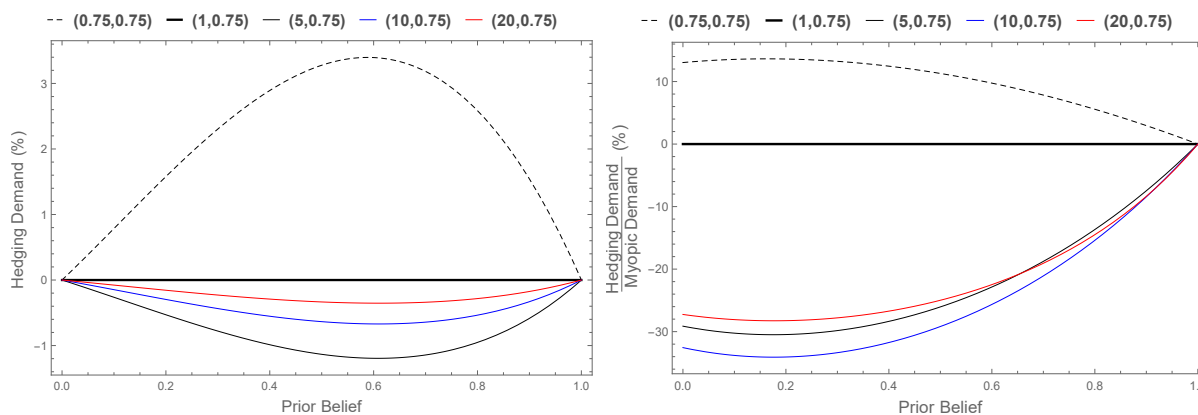 (0.75,0.75) (1,0.75) (5,0.75) (10,0.75) (20,0.75)
3
2
1
0
−1
Hedging Demand (%)
0.0 0.2 0.4 0.6 0.8 1.0
Prior Belief
(0.75,0.75) (1,0.75) (5,0.75) (10,0.75) (20,0.75)
10
0
−10
−20
−30
Hedging Demand
Myopic Demand
(%)
0.0 0.2 0.4 0.6 0.8 1.0
Prior Belief